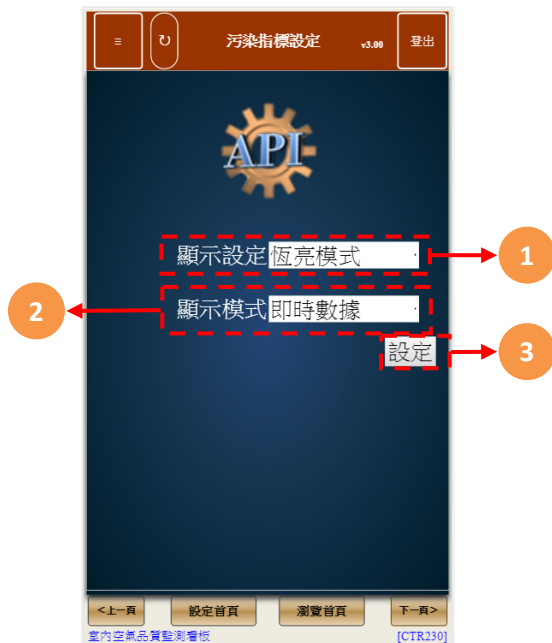 ≡ ↻ 污染指標設定 v3.00 登出
API
顯示設定 恆亮模式
1
2
顯示模式 即時數據
設定
3
<上一頁 設定首頁 瀏覽首頁 下一頁>
室內空氣品質監測看板 [CTR230]